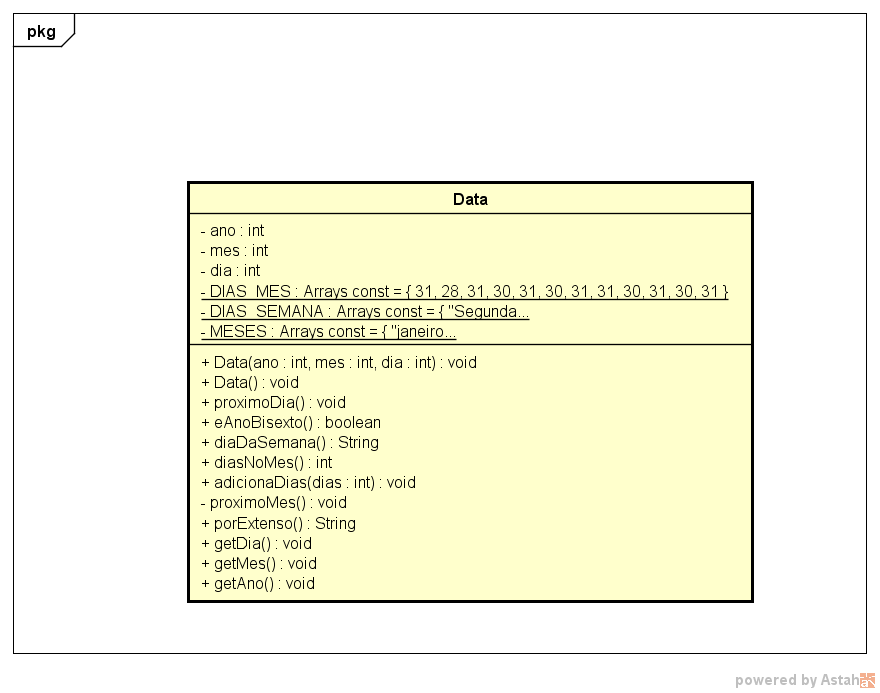 pkg
Data
- ano : int
- mes : int
- dia : int
- DIAS_MES : Arrays const = { 31, 28, 31, 30, 31, 30, 31, 31, 30, 31, 30, 31 }
- DIAS_SEMANA : Arrays const = { "Segunda...
- MESES : Arrays const = { "janeiro...
+ Data(ano : int, mes : int, dia : int) : void
+ Data() : void
+ proximoDia() : void
+ eAnoBisexto() : boolean
+ diaDaSemana() : String
+ diasNoMes() : int
+ adicionaDias(dias : int) : void
- proximoMes() : void
+ porExtenso() : String
+ getDia() : void
+ getMes() : void
+ getAno() : void
powered by Astah